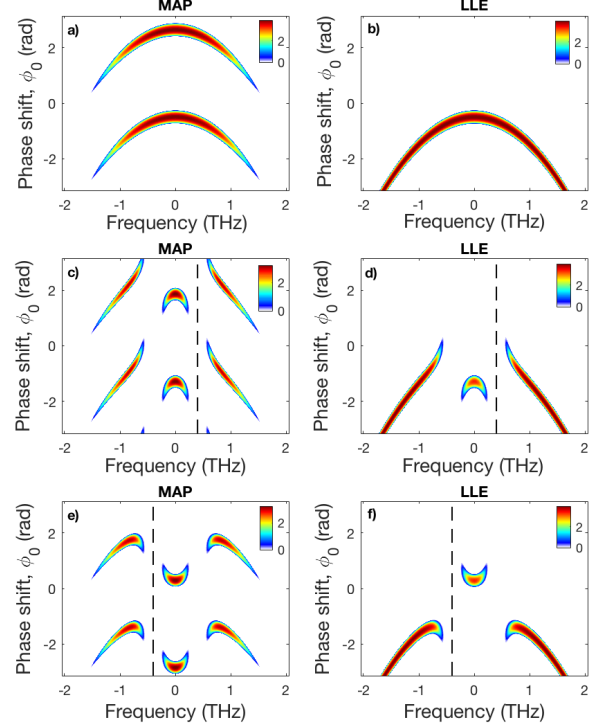 MAP
LLE
a)
2
0
b)
2
0
Phase shift, ϕ0 (rad)
2
0
-2
Phase shift, ϕ0 (rad)
2
0
-2
-2 -1 0 1 2
-2 -1 0 1 2
Frequency (THz)
Frequency (THz)
MAP
LLE
c)
2
0
d)
2
0
Phase shift, ϕ0 (rad)
2
0
-2
Phase shift, ϕ0 (rad)
2
0
-2
-2 -1 0 1 2
-2 -1 0 1 2
Frequency (THz)
Frequency (THz)
MAP
LLE
e)
2
0
f)
2
0
Phase shift, ϕ0 (rad)
2
0
-2
Phase shift, ϕ0 (rad)
2
0
-2
-2 -1 0 1 2
-2 -1 0 1 2
Frequency (THz)
Frequency (THz)